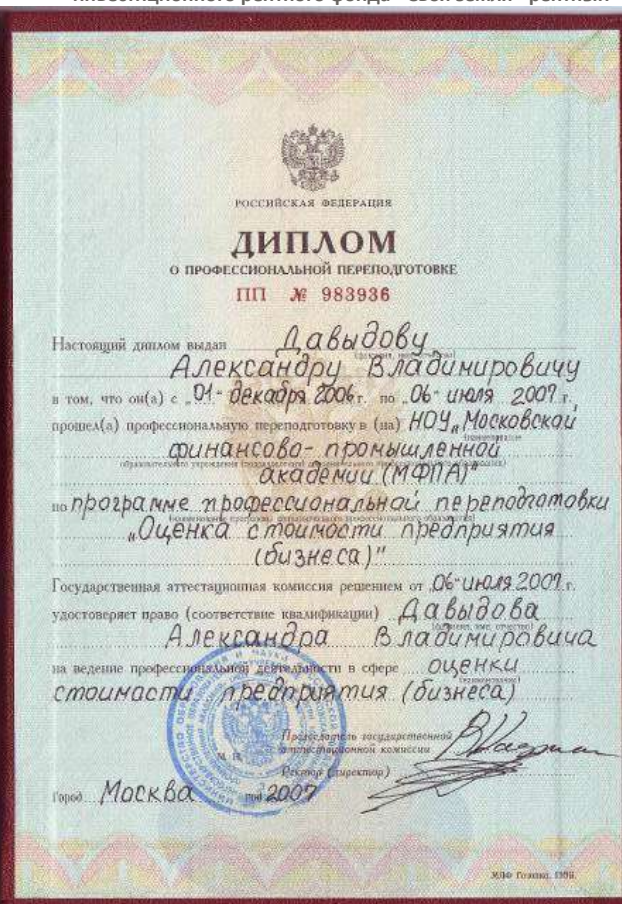 инвестиционного рентного фонда
РОССИЙСКАЯ ФЕДЕРАЦИЯ
ДИПЛОМ
О ПРОФЕССИОНАЛЬНОЙ ПЕРЕПОДГОТОВКЕ
ПП № 983936
Настоящий диплом выдан Давыдову
Александру Владимировичу
в том, что он(а) с „01" декабря 2006 г. по „06" июля 2007 г.
прошел(а) профессиональную переподготовку в (на) НОУ „Московской
финансово-промышленной
академии (МФПА)"
по программе профессиональной переподготовки
„Оценка стоимости предприятия
(бизнеса)"
Государственная аттестационная комиссия решением от „06" июля 2007 г.
удостоверяет право (соответствие квалификации) Давыдова
(фамилия, имя, отчество)
Александра Владимировича
на ведение профессиональной деятельности в сфере оценки
(наименование)
стоимости предприятия (бизнеса)
Председатель государственной
аттестационной комиссии
М. П.
Ректор (директор)
Город Москва год 2007